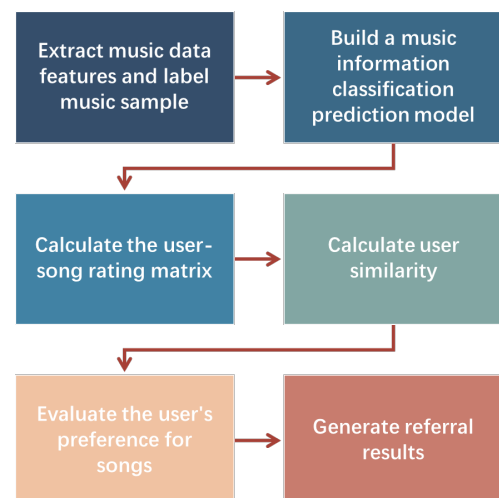 Extract music data
features and label
music sample
Build a music
information
classification
prediction model
Calculate the user-
song rating matrix
Calculate user
similarity
Evaluate the user's
preference for
songs
Generate referral
results